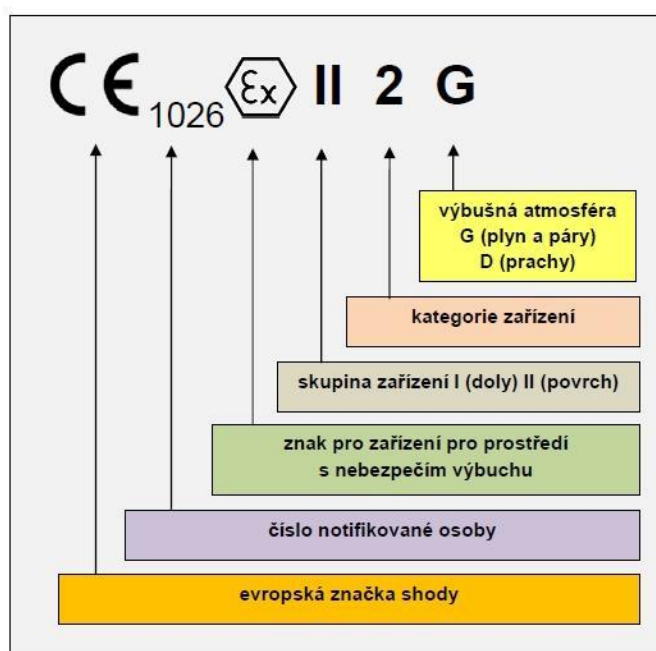 CE 1026 Ex II 2 G
výbušná atmosféra
G (plyn a páry)
D (prachy)
kategorie zařízení
skupina zařízení I (doly) II (povrch)
znak pro zařízení pro prostředí
s nebezpečím výbuchu
číslo notifikované osoby
evropská značka shody